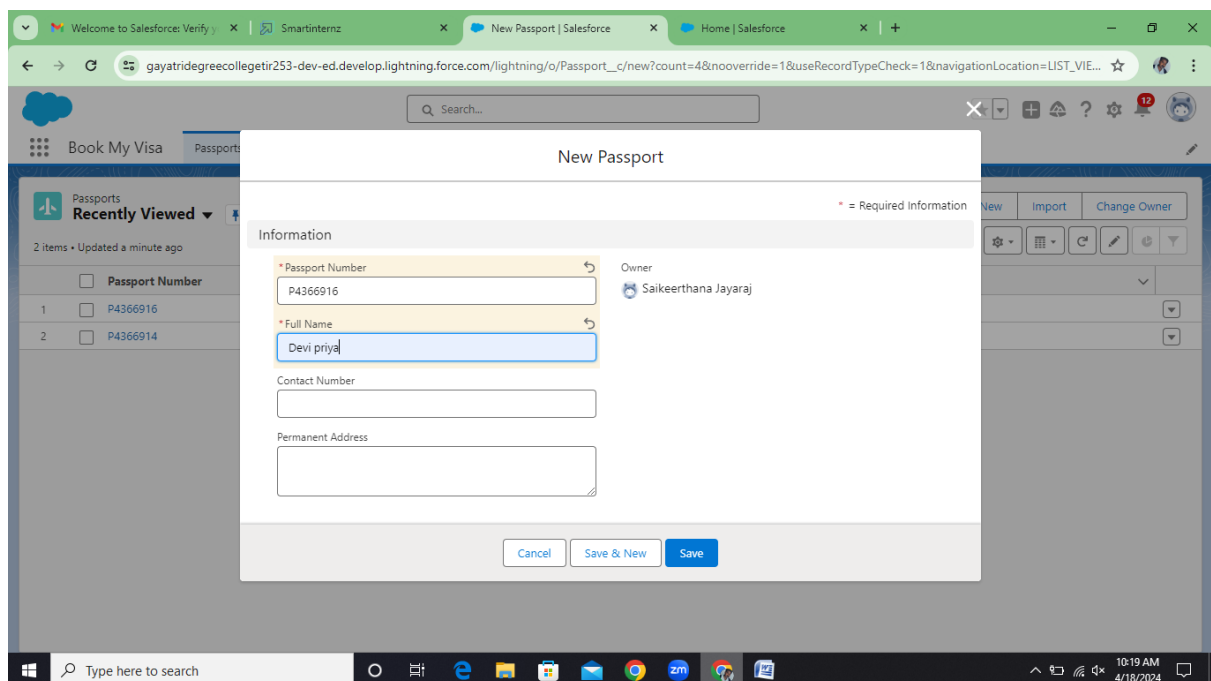 Welcome to Salesforce: Verify y
Smartinternz
New Passport | Salesforce
Home | Salesforce
gayatridegreecollegetir253-dev-ed.develop.lightning.force.com/lightning/o/Passport__c/new?count=4&nooverride=1&useRecordTypeCheck=1&navigationLocation=LIST_VIE...
Search...
12
Book My Visa
Passports
New Passport
* = Required Information
Passports
Recently Viewed
New
Import
Change Owner
2 items • Updated a minute ago
Information
Passport Number
1 P4366916
2 P4366914
*Passport Number
P4366916
Owner
Saikeerthana Jayaraj
*Full Name
Devi priya
Contact Number
Permanent Address
Cancel
Save & New
Save
Type here to search
zm
10:19 AM
4/18/2024